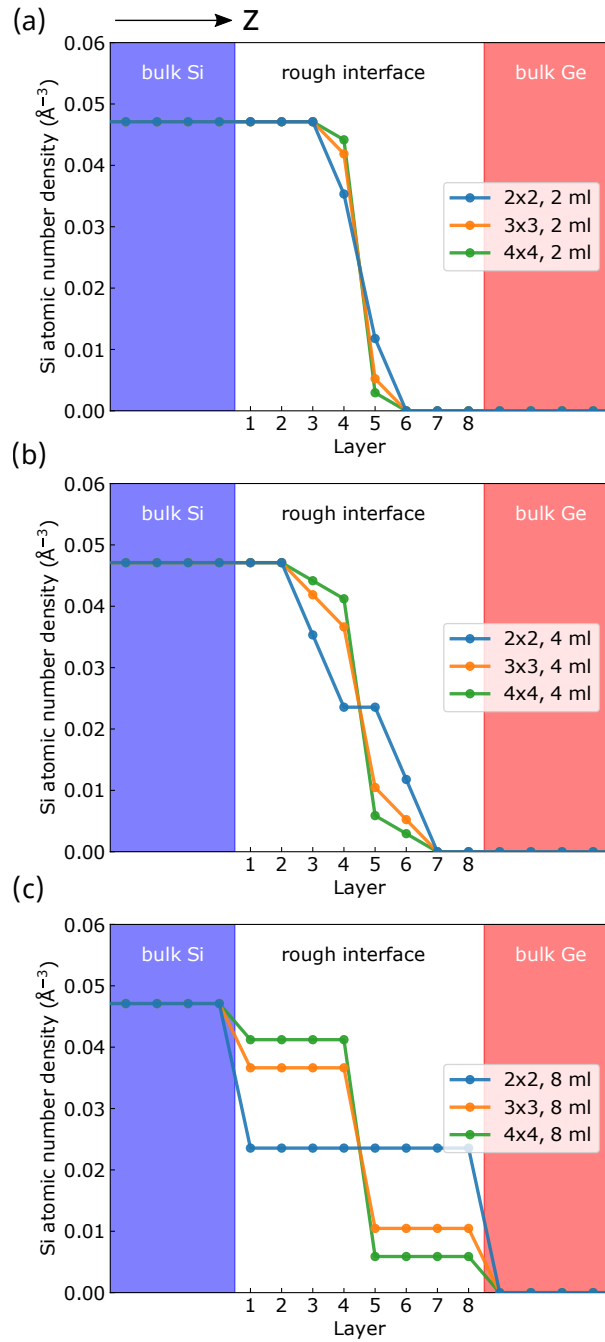 (a)
Z
0.06
0.05
0.04
0.03
0.02
0.01
0.00
Si atomic number density (Å⁻³)
bulk Si
rough interface
bulk Ge
2x2, 2 ml
3x3, 2 ml
4x4, 2 ml
1 2 3 4 5 6 7 8
Layer
(b)
0.06
0.05
0.04
0.03
0.02
0.01
0.00
Si atomic number density (Å⁻³)
bulk Si
rough interface
bulk Ge
2x2, 4 ml
3x3, 4 ml
4x4, 4 ml
1 2 3 4 5 6 7 8
Layer
(c)
0.06
0.05
0.04
0.03
0.02
0.01
0.00
Si atomic number density (Å⁻³)
bulk Si
rough interface
bulk Ge
2x2, 8 ml
3x3, 8 ml
4x4, 8 ml
1 2 3 4 5 6 7 8
Layer